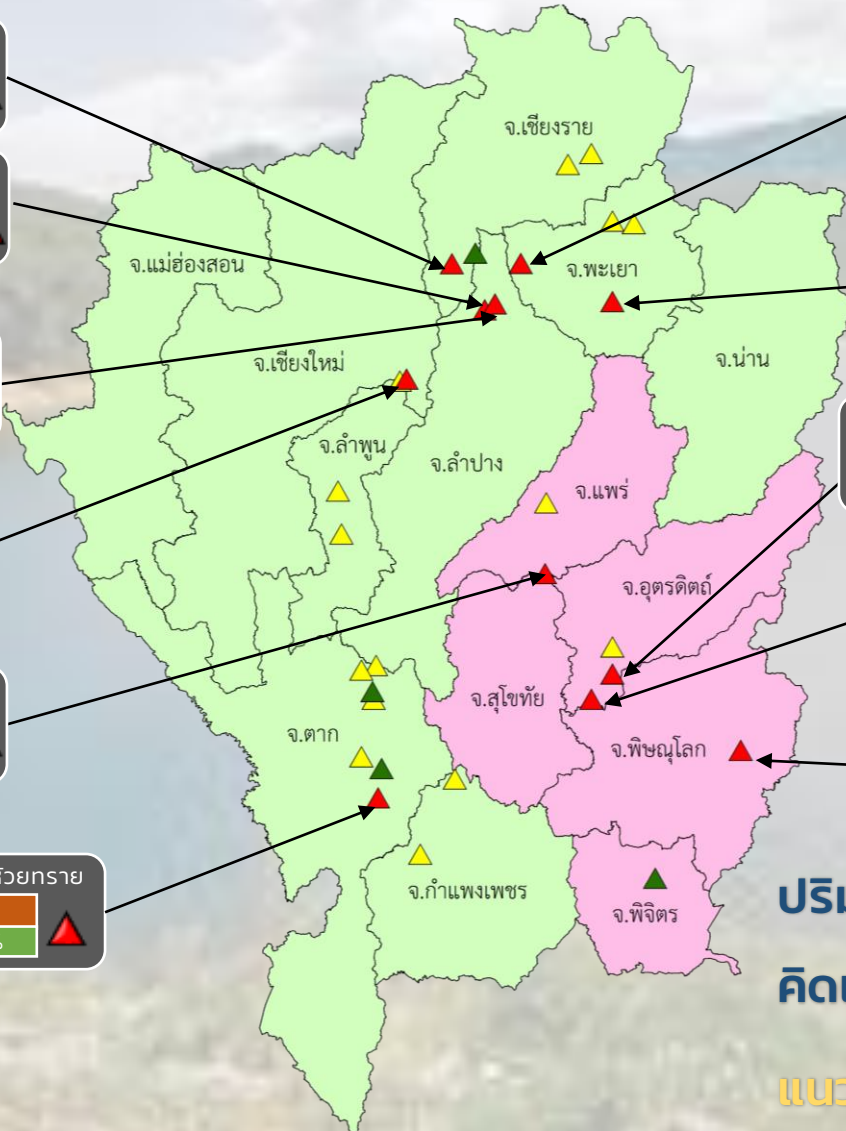 จ.เชียงราย
จ.แม่ฮ่องสอน
จ.พะเยา
จ.เชียงใหม่
จ.น่าน
จ.ลำพูน
จ.ลำปาง
จ.แพร่
จ.อุตรดิตถ์
จ.สุโขทัย
จ.ตาก
จ.พิษณุโลก
จ.กำแพงเพชร
จ.พิจิตร